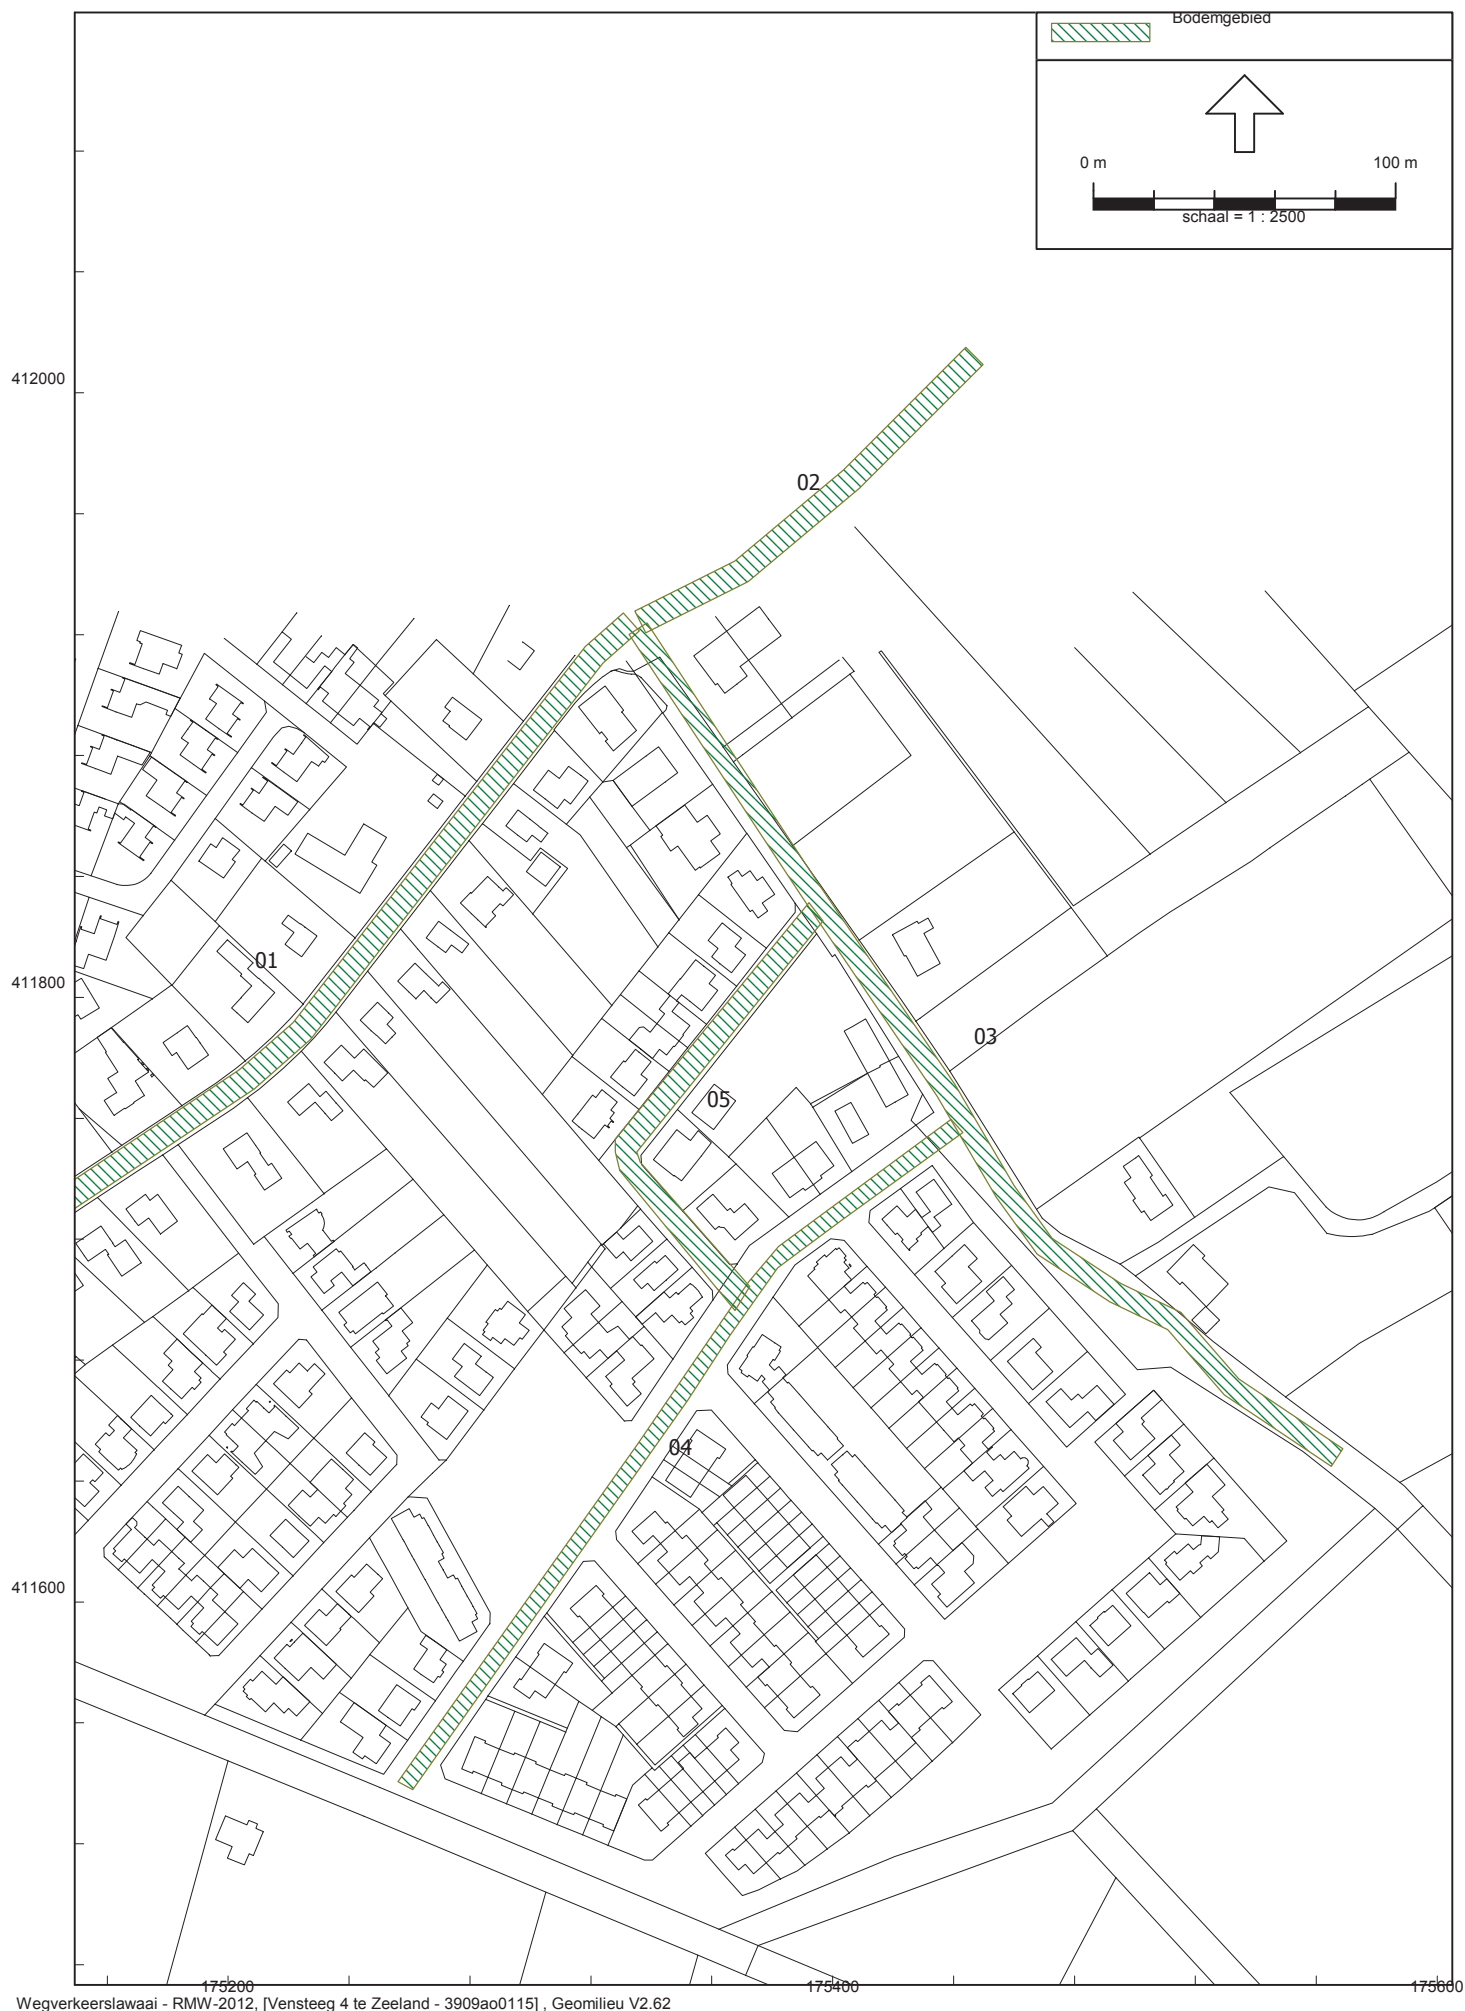 Bodemgebied
0 m 100 m
schaal = 1 : 2500
412000
02
01
411800
03
05
04
411600
175200 175400 175600
Wegverkeerslawaai - RMW-2012, [Vensteeg 4 te Zeeland - 3909ao0115] , Geomilieu V2.62